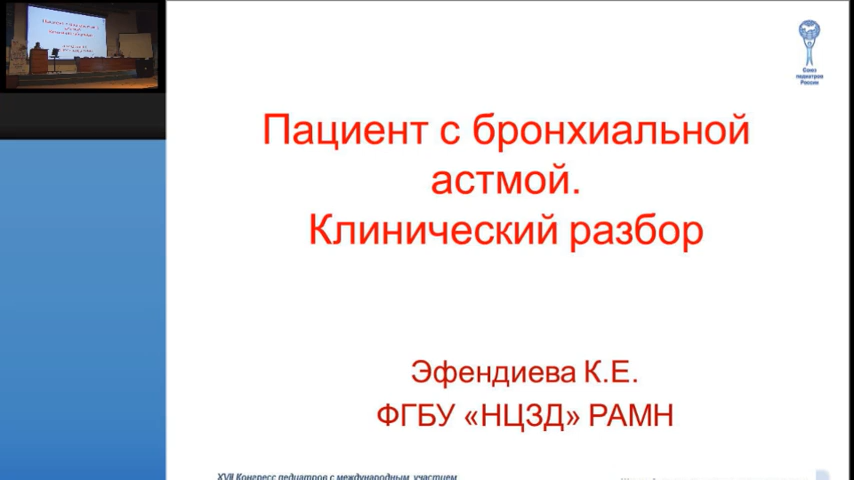 Пациент с бронхиальной
астмой.
Клинический разбор
Эфендиева К.Е.
ФГБУ «НЦЗД» РАМН
Союз
педиатров
России
XVII Конгресс педиатров с международным участием